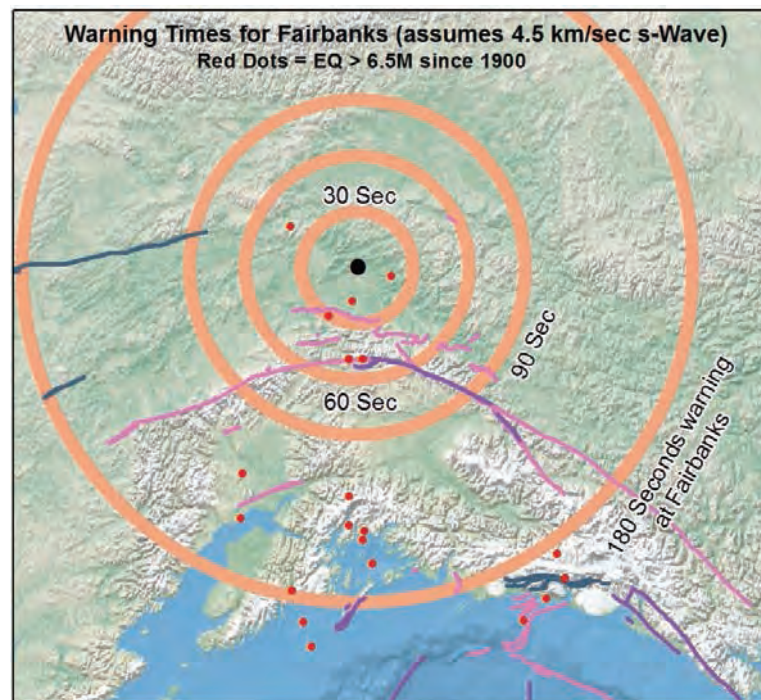 Warning Times for Fairbanks (assumes 4.5 km/sec s-Wave)
Red Dots = EQ > 6.5M since 1900
30 Sec
60 Sec
90 Sec
180 Seconds warning
at Fairbanks